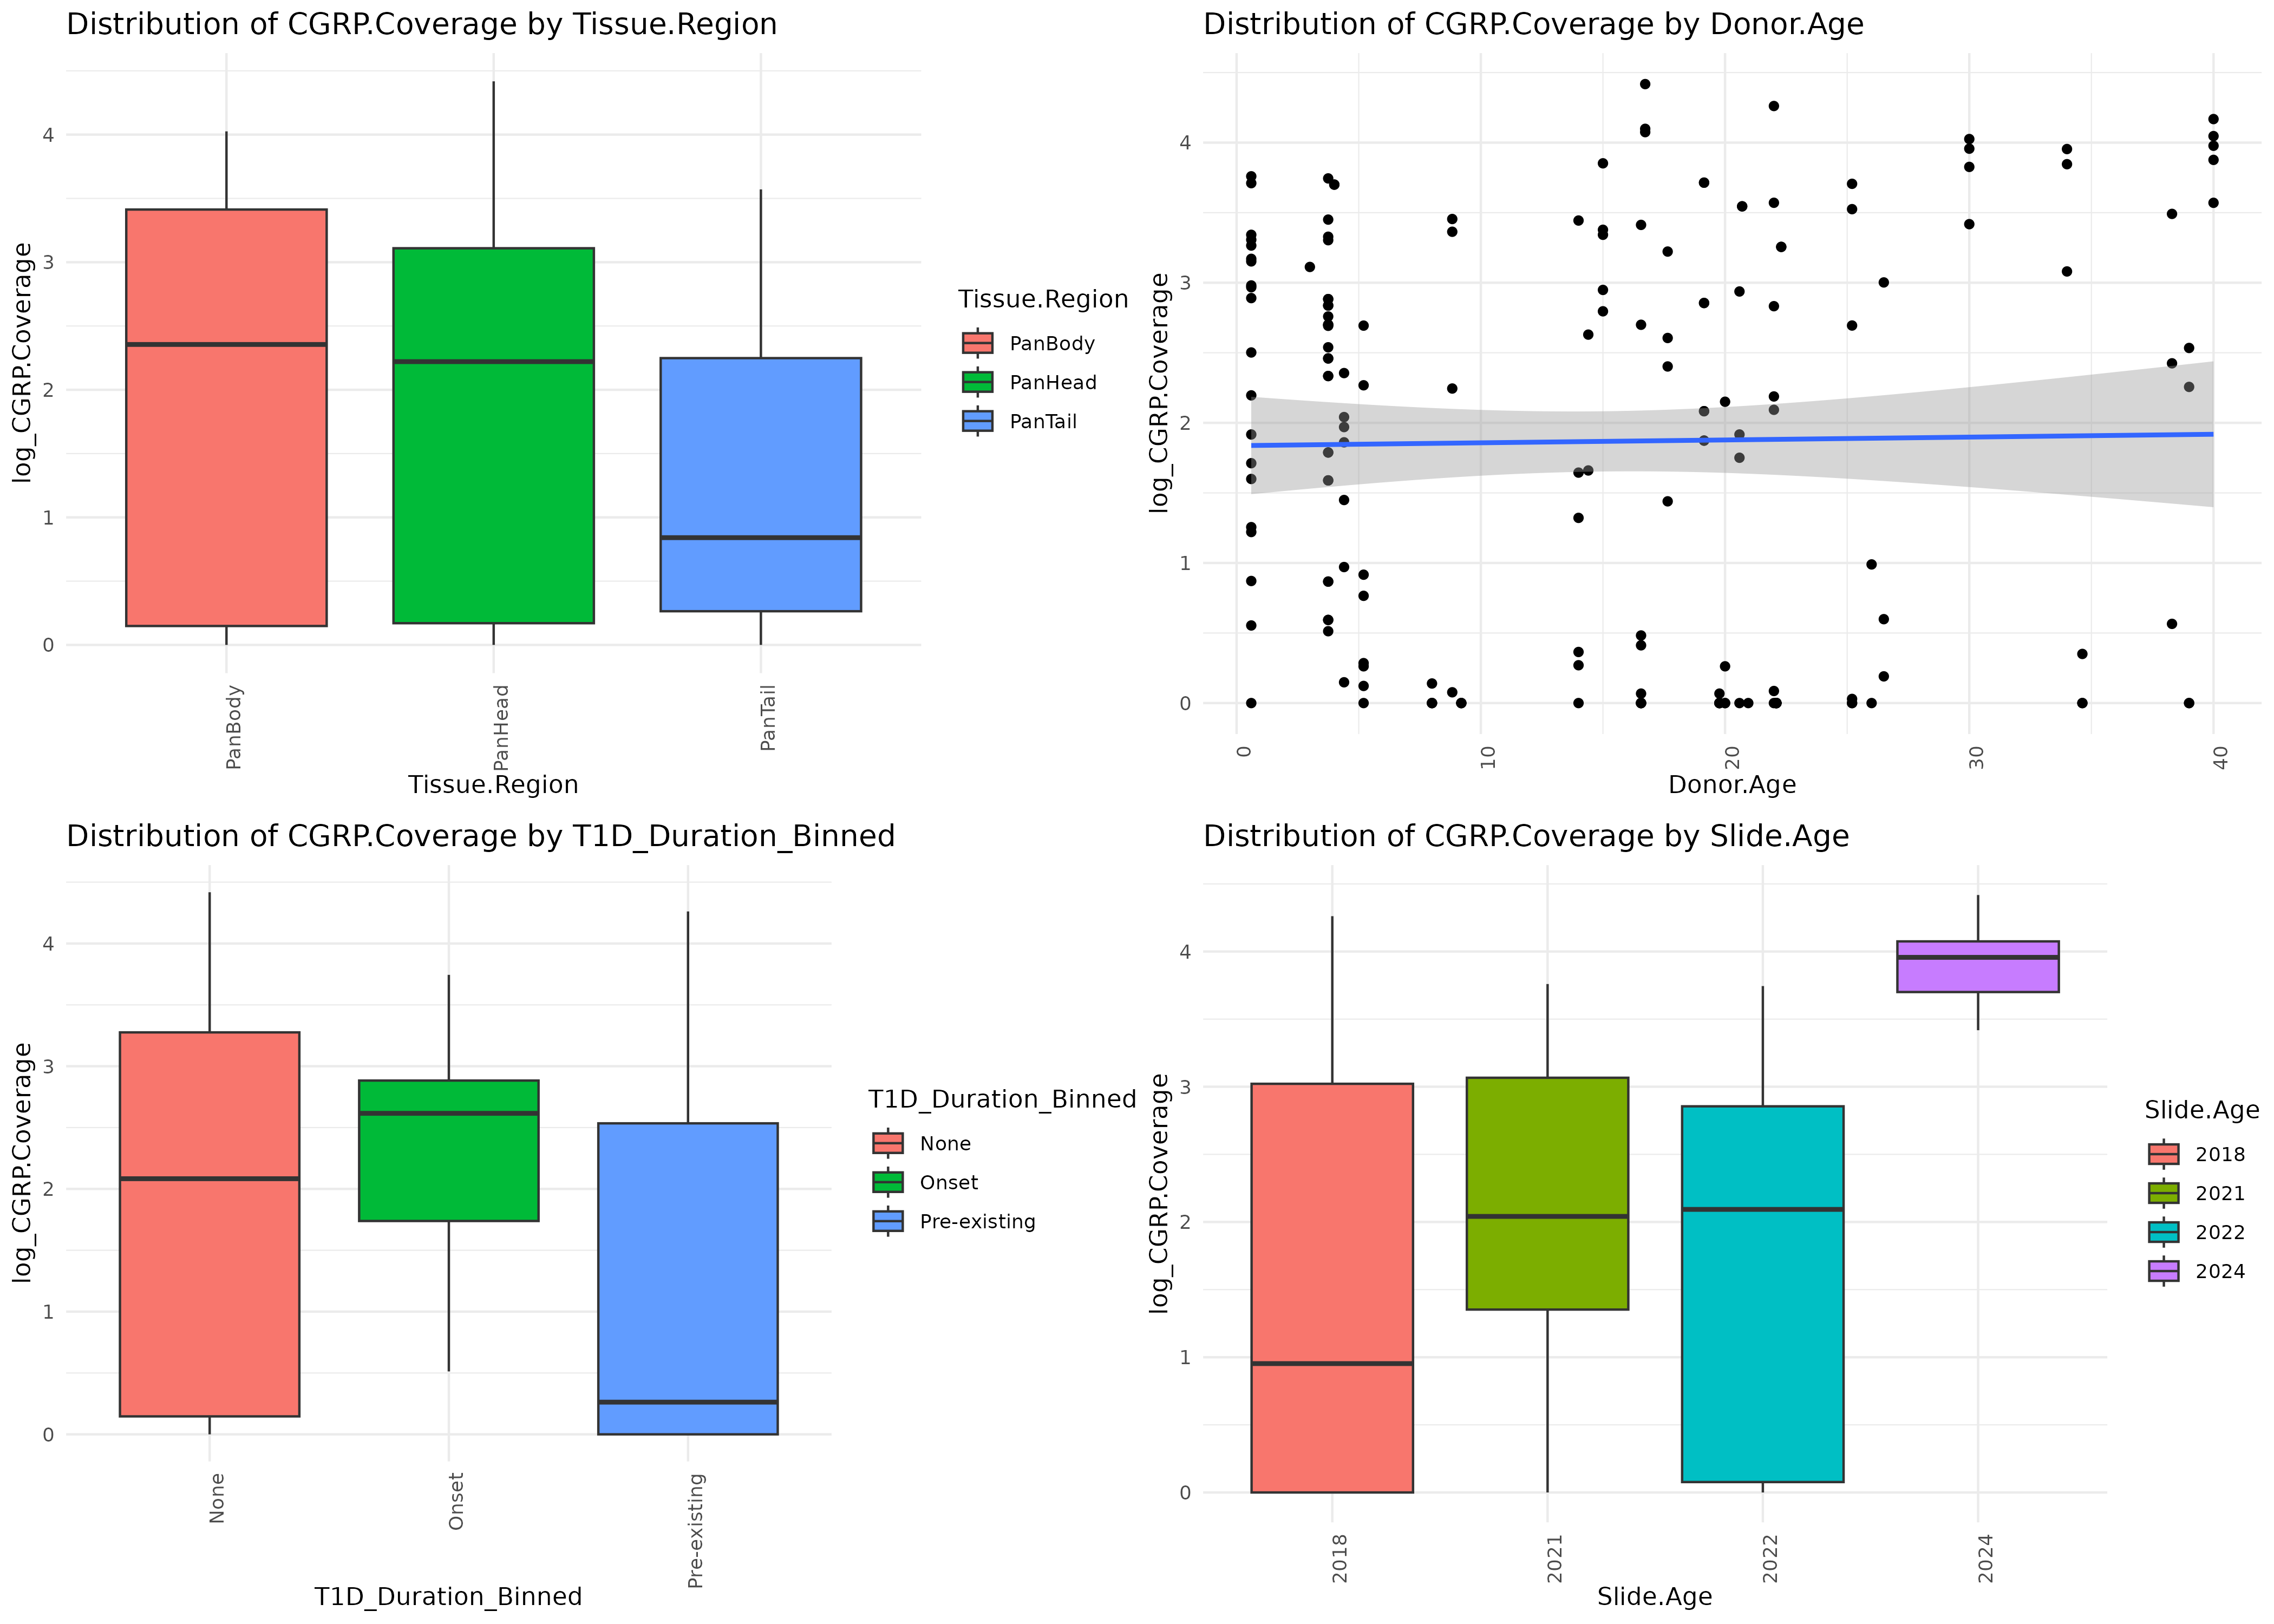 Distribution of CGRP.Coverage by Tissue.Region
log_CGRP.Coverage
4
3
2
1
0
PanBody
PanHead
PanTail
Tissue.Region
Tissue.Region
PanBody
PanHead
PanTail
Distribution of CGRP.Coverage by Donor.Age
log_CGRP.Coverage
4
3
2
1
0
0
10
20
30
40
Donor.Age
Distribution of CGRP.Coverage by T1D_Duration_Binned
log_CGRP.Coverage
4
3
2
1
0
None
Onset
Pre-existing
T1D_Duration_Binned
T1D_Duration_Binned
None
Onset
Pre-existing
Distribution of CGRP.Coverage by Slide.Age
log_CGRP.Coverage
4
3
2
1
0
2018
2021
2022
2024
Slide.Age
Slide.Age
2018
2021
2022
2024